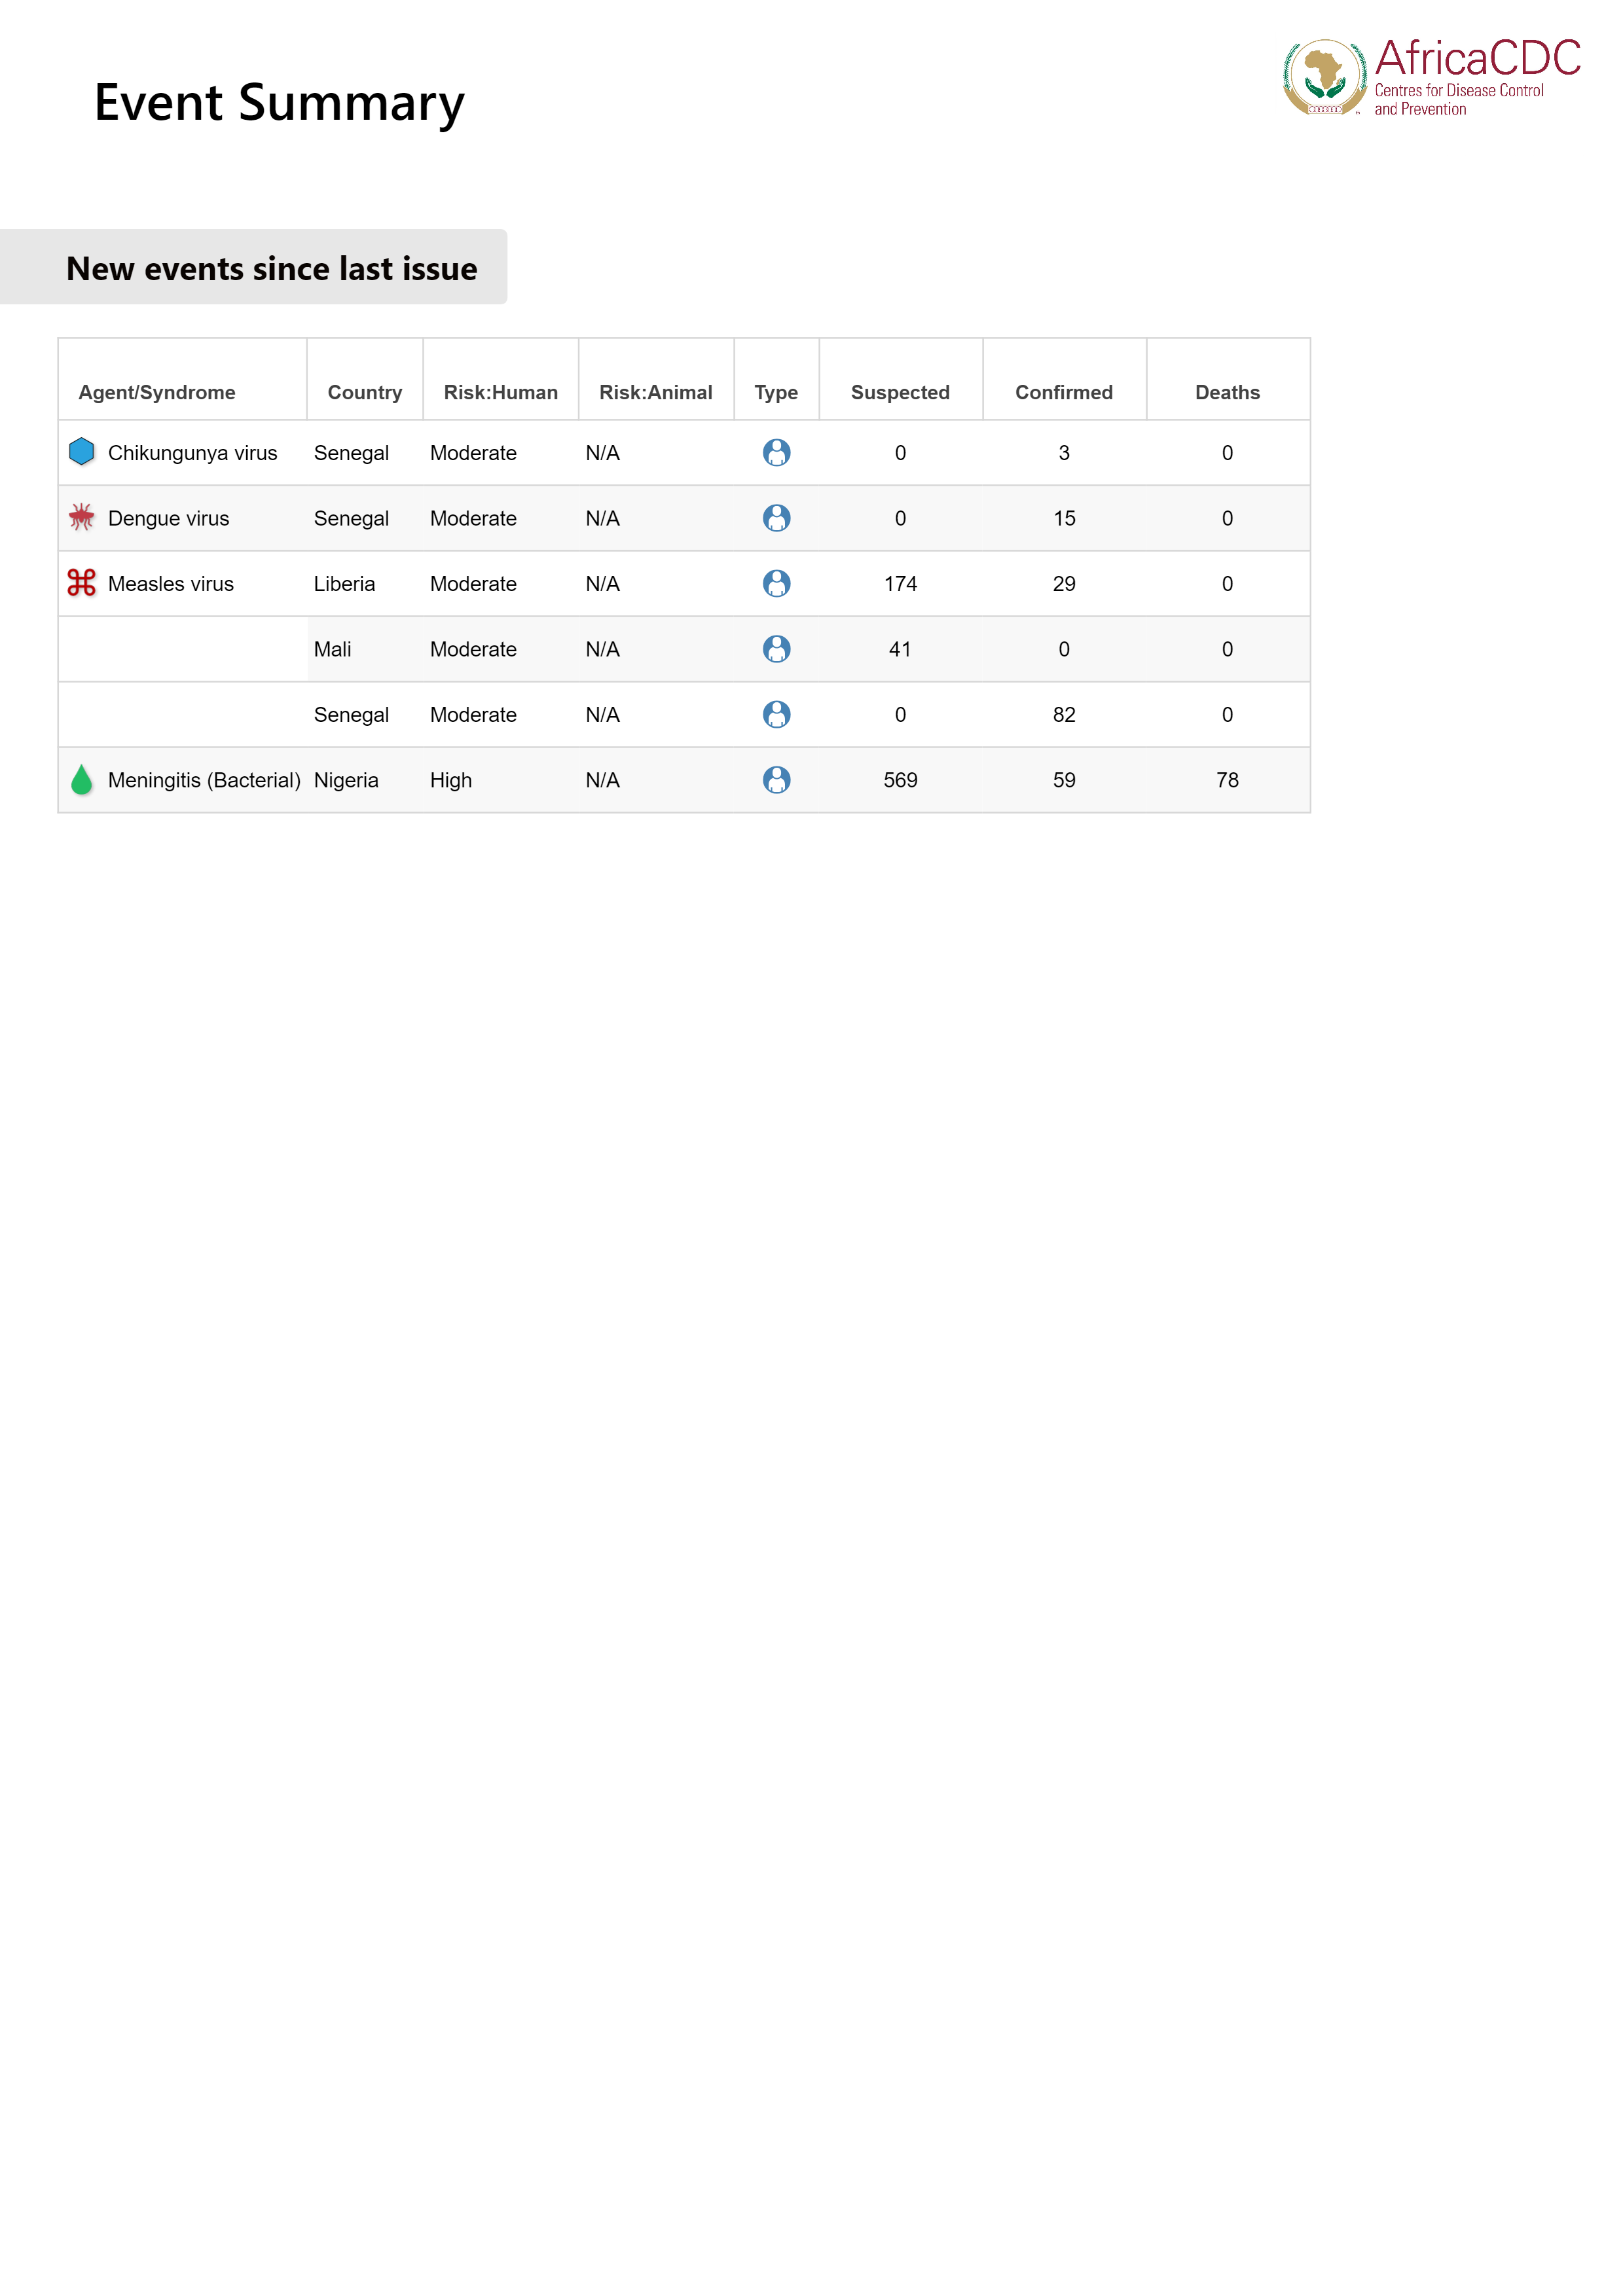 Event Summary
AfricaCDC
Centres for Disease Control
and Prevention
New events since last issue
Agent/Syndrome Country Risk:Human Risk:Animal Type Suspected Confirmed Deaths
Chikungunya virus Senegal Moderate N/A 0 3 0
Dengue virus Senegal Moderate N/A 0 15 0
Measles virus Liberia Moderate N/A 174 29 0
Mali Moderate N/A 41 0 0
Senegal Moderate N/A 0 82 0
Meningitis (Bacterial) Nigeria High N/A 569 59 78